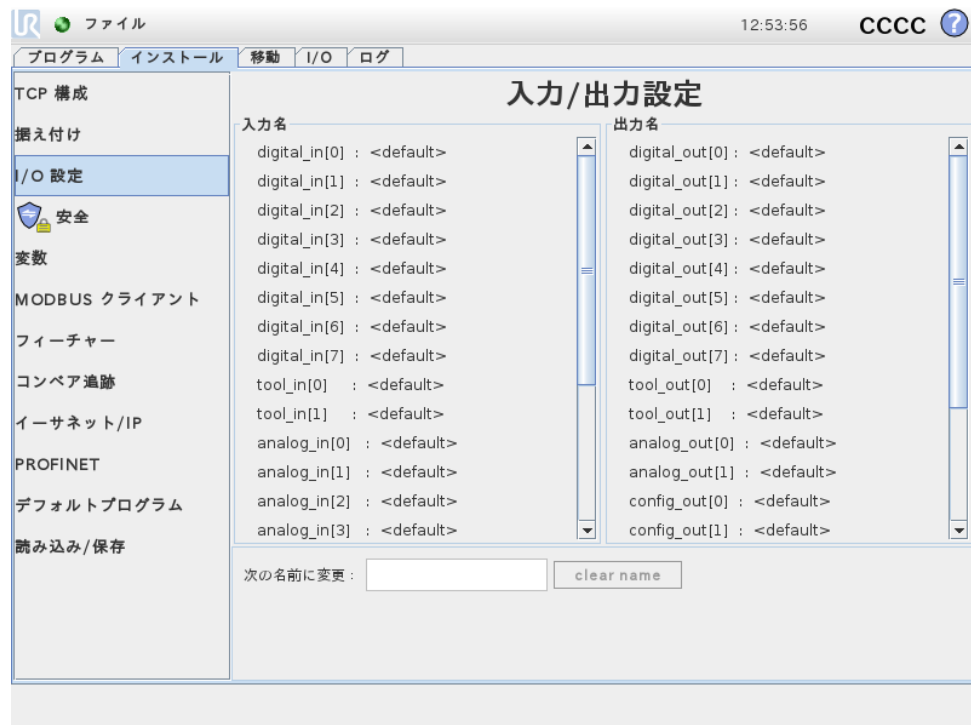 UR ファイル 12:53:56 CCCC ?
プログラム インストール 移動 I/O ログ
TCP 構成
据え付け
I/O 設定
安全
変数
MODBUS クライアント
フィーチャー
コンベア追跡
イーサネット/IP
PROFINET
デフォルトプログラム
読み込み/保存
入力/出力設定
入力名
digital_in[0] : <default>
digital_in[1] : <default>
digital_in[2] : <default>
digital_in[3] : <default>
digital_in[4] : <default>
digital_in[5] : <default>
digital_in[6] : <default>
digital_in[7] : <default>
tool_in[0] : <default>
tool_in[1] : <default>
analog_in[0] : <default>
analog_in[1] : <default>
analog_in[2] : <default>
analog_in[3] : <default>
出力名
digital_out[0] : <default>
digital_out[1] : <default>
digital_out[2] : <default>
digital_out[3] : <default>
digital_out[4] : <default>
digital_out[5] : <default>
digital_out[6] : <default>
digital_out[7] : <default>
tool_out[0] : <default>
tool_out[1] : <default>
analog_out[0] : <default>
analog_out[1] : <default>
config_out[0] : <default>
config_out[1] : <default>
次の名前に変更 : clear name